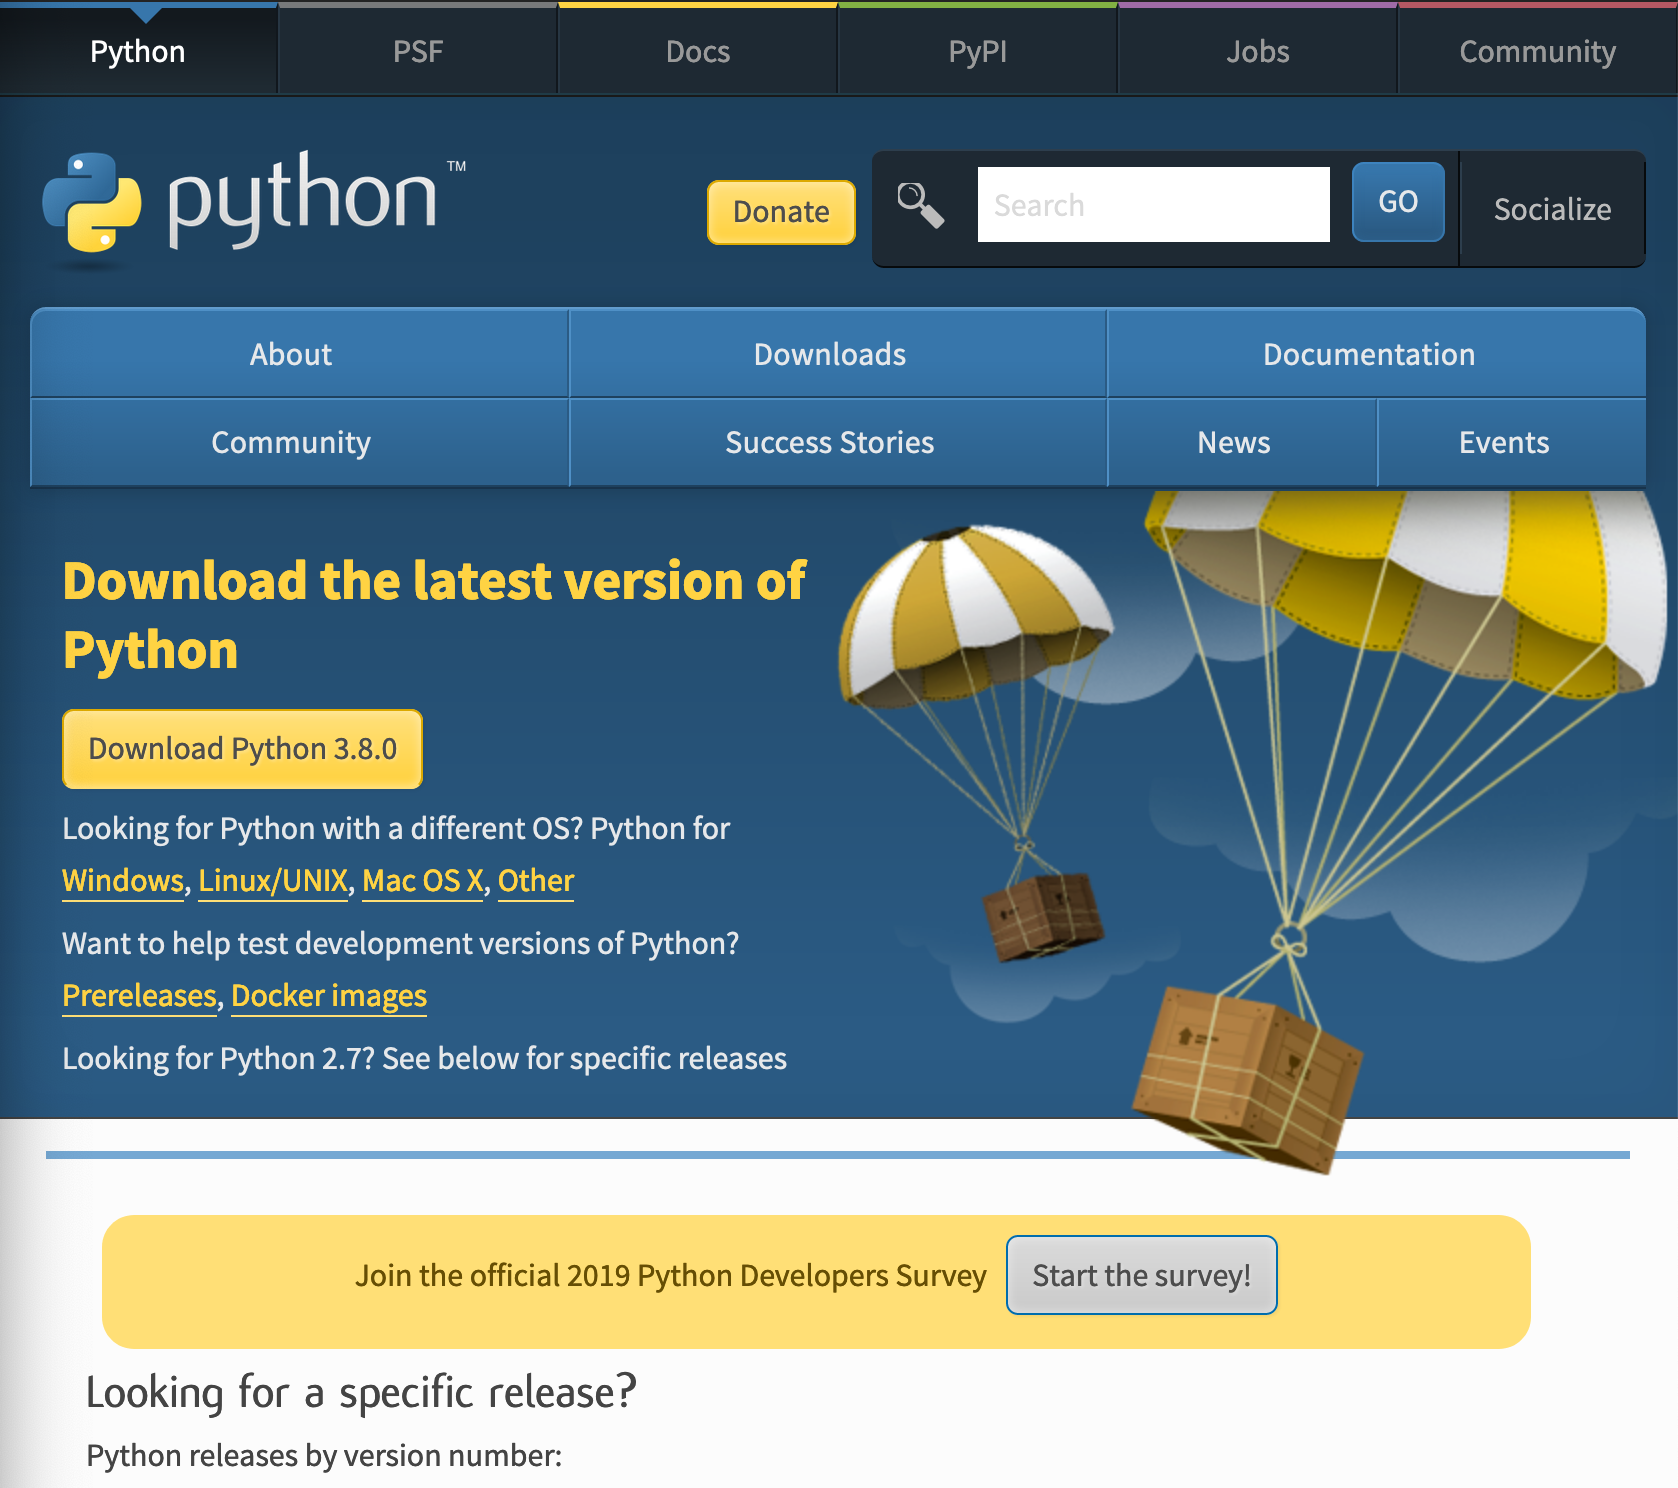 Python
PSF
Docs
PyPI
Jobs
Community
python™
Donate
Search
GO
Socialize
About
Downloads
Documentation
Community
Success Stories
News
Events
Download the latest version of
Python
Download Python 3.8.0
Looking for Python with a different OS? Python for
Windows, Linux/UNIX, Mac OS X, Other
Want to help test development versions of Python?
Prereleases, Docker images
Looking for Python 2.7? See below for specific releases
Join the official 2019 Python Developers Survey
Start the survey!
Looking for a specific release?
Python releases by version number: